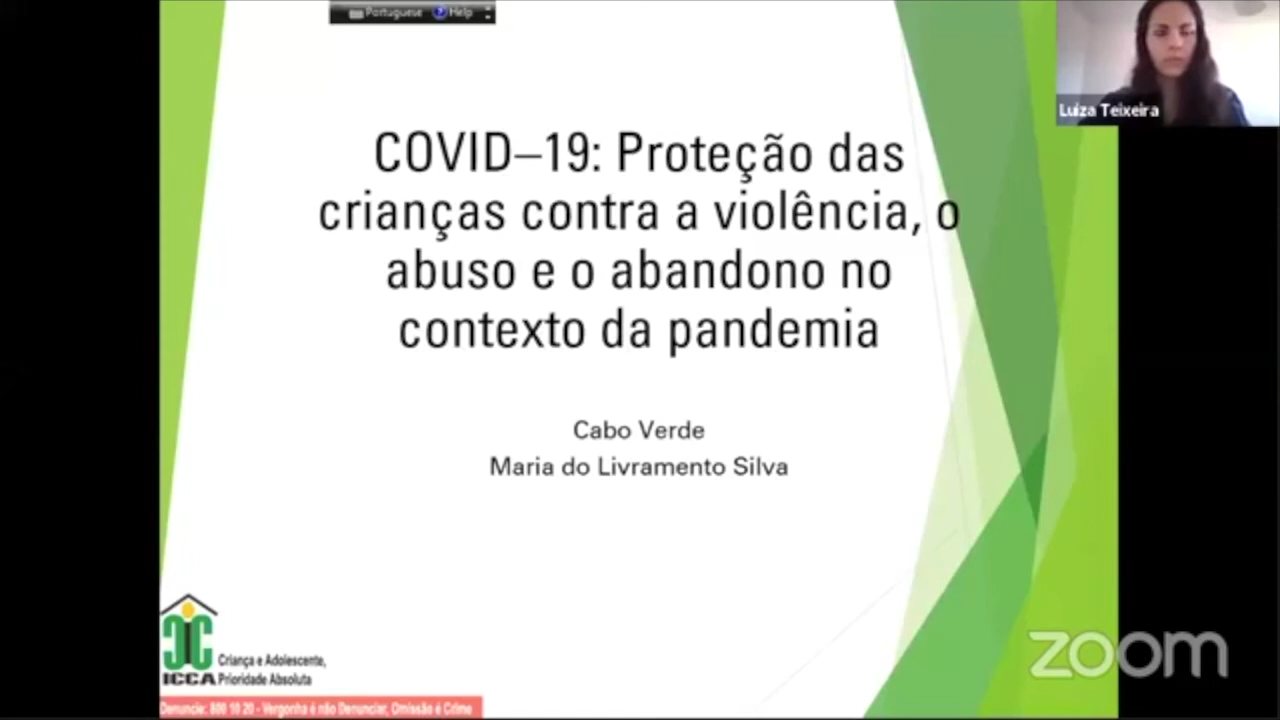 Portuguese Help
Luiza Teixeira
COVID–19: Proteção das
crianças contra a violência, o
abuso e o abandono no
contexto da pandemia
Cabo Verde
Maria do Livramento Silva
Criança e Adolescente,
ICCA Prioridade Absoluta
Denuncie: 800 10 20 - Vergonha é não Denunciar, Omissão é Crime
zoom